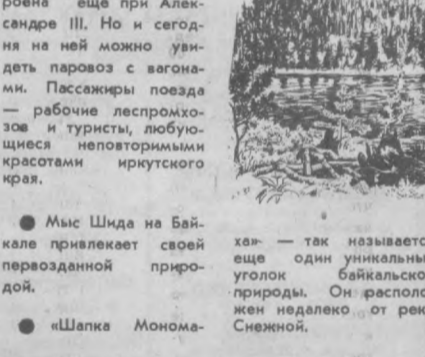 роена еще при Алек-
сандре III. Но и сегод-
ня на ней можно уви-
деть паровоз с вагона-
ми. Пассажиры поезда
— рабочие леспромхо-
зов и туристы, любую-
щиеся неповторимыми
красотами иркутского
края.
● Мыс Шида на Бай-
кале привлекает своей
первозданной приро-
дой.
● «Шапка Монома-
ха» — так называетс
еще один уникальны
уголок байкальско
природы. Он располо
жен недалеко от рек
Снежной.